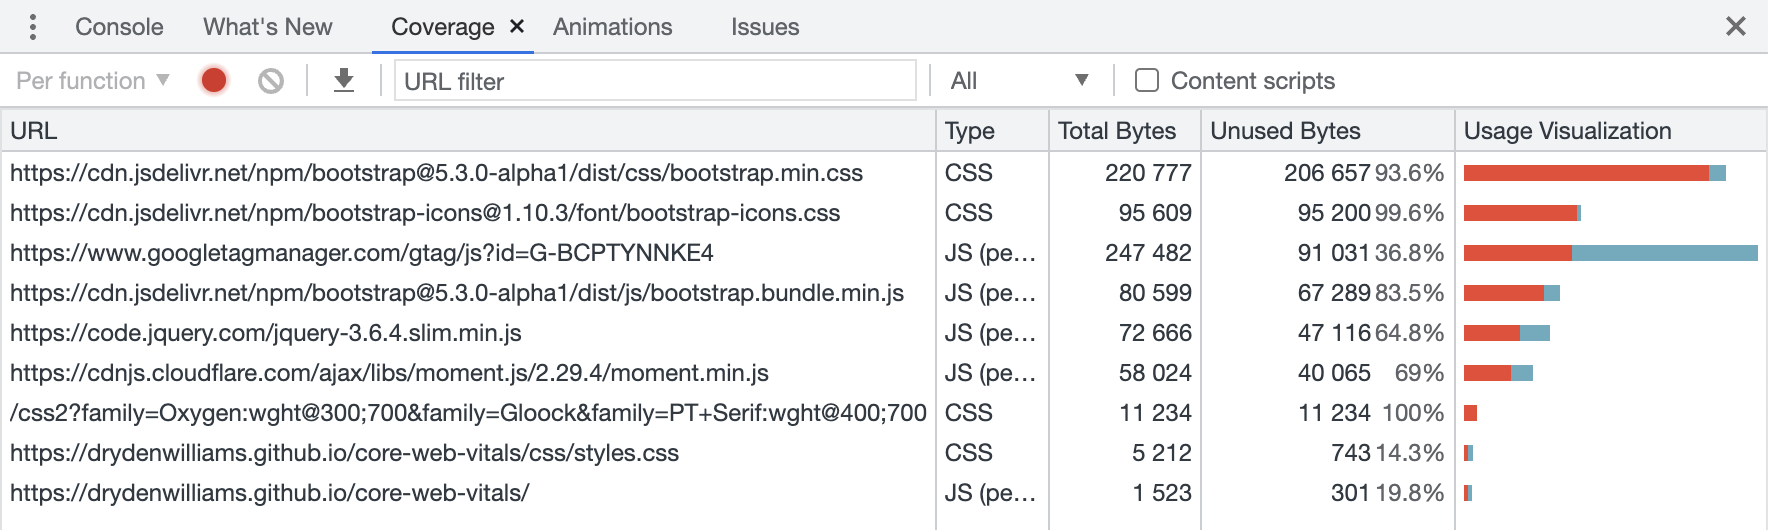 Console What's New Coverage × Animations Issues ×
Per function ▼ URL filter All ▼ Content scripts
URL Type Total Bytes Unused Bytes Usage Visualization
https://cdn.jsdelivr.net/npm/bootstrap@5.3.0-alpha1/dist/css/bootstrap.min.css CSS 220 777 206 657 93.6%
https://cdn.jsdelivr.net/npm/bootstrap-icons@1.10.3/font/bootstrap-icons.css CSS 95 609 95 200 99.6%
https://www.googletagmanager.com/gtag/js?id=G-BCPTYNNKE4 JS (pe… 247 482 91 031 36.8%
https://cdn.jsdelivr.net/npm/bootstrap@5.3.0-alpha1/dist/js/bootstrap.bundle.min.js JS (pe… 80 599 67 289 83.5%
https://code.jquery.com/jquery-3.6.4.slim.min.js JS (pe… 72 666 47 116 64.8%
https://cdnjs.cloudflare.com/ajax/libs/moment.js/2.29.4/moment.min.js JS (pe… 58 024 40 065 69%
/css2?family=Oxygen:wght@300;700&family=Gloock&family=PT+Serif:wght@400;700 CSS 11 234 11 234 100%
https://drydenwilliams.github.io/core-web-vitals/css/styles.css CSS 5 212 743 14.3%
https://drydenwilliams.github.io/core-web-vitals/ JS (pe… 1 523 301 19.8%